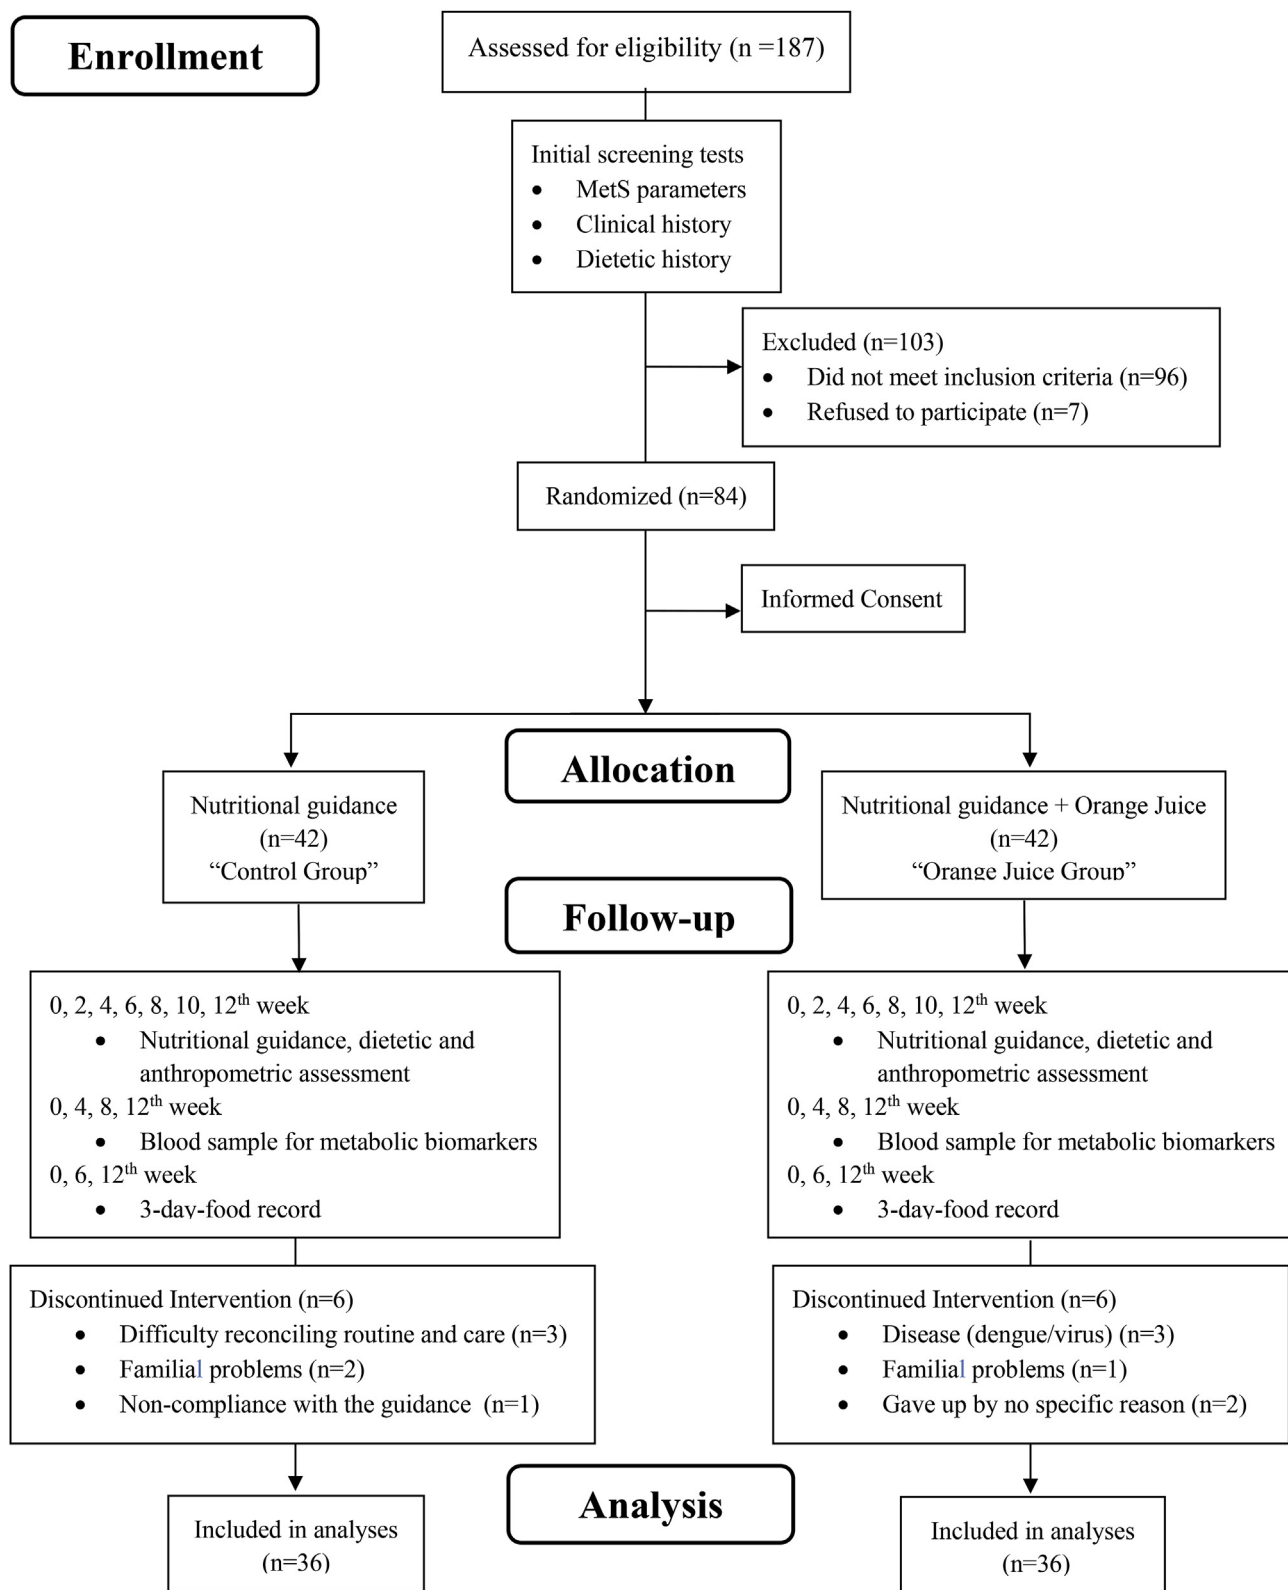 Enrollment
Assessed for eligibility (n =187)
Initial screening tests
• MetS parameters
• Clinical history
• Dietetic history
Excluded (n=103)
• Did not meet inclusion criteria (n=96)
• Refused to participate (n=7)
Randomized (n=84)
Informed Consent
Allocation
Nutritional guidance
(n=42)
“Control Group”
Nutritional guidance + Orange Juice
(n=42)
“Orange Juice Group”
Follow-up
0, 2, 4, 6, 8, 10, 12th week
• Nutritional guidance, dietetic and
anthropometric assessment
0, 4, 8, 12th week
• Blood sample for metabolic biomarkers
0, 6, 12th week
• 3-day-food record
0, 2, 4, 6, 8, 10, 12th week
• Nutritional guidance, dietetic and
anthropometric assessment
0, 4, 8, 12th week
• Blood sample for metabolic biomarkers
0, 6, 12th week
• 3-day-food record
Discontinued Intervention (n=6)
• Difficulty reconciling routine and care (n=3)
• Familial problems (n=2)
• Non-compliance with the guidance (n=1)
Discontinued Intervention (n=6)
• Disease (dengue/virus) (n=3)
• Familial problems (n=1)
• Gave up by no specific reason (n=2)
Analysis
Included in analyses
(n=36)
Included in analyses
(n=36)